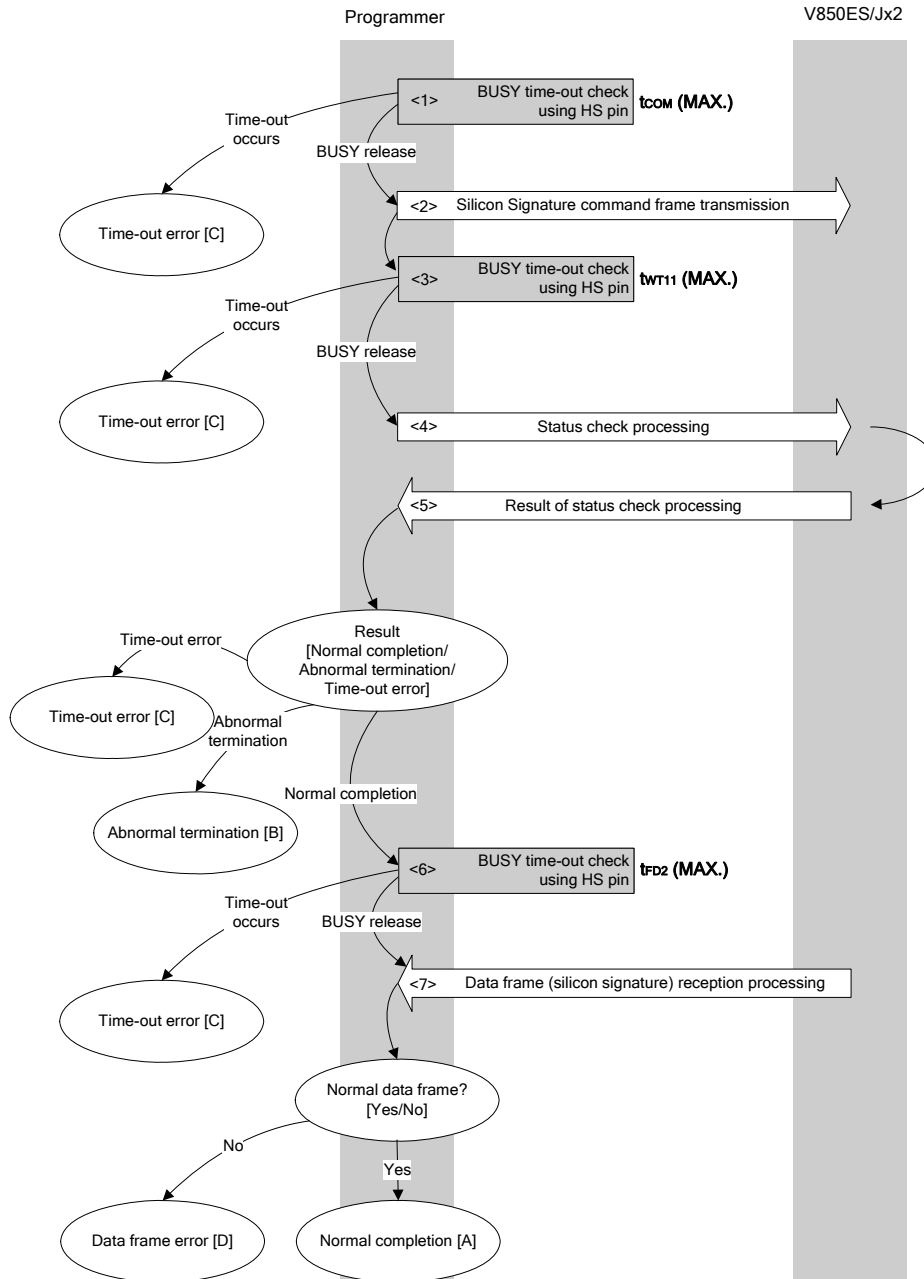 Programmer
V850ES/Jx2
<1>
BUSY time-out check
using HS pin
tCOM (MAX.)
Time-out
occurs
BUSY release
Time-out error [C]
<2>
Silicon Signature command frame transmission
<3>
BUSY time-out check
using HS pin
tWT11 (MAX.)
Time-out
occurs
BUSY release
Time-out error [C]
<4>
Status check processing
<5>
Result of status check processing
Result
[Normal completion/
Abnormal termination/
Time-out error]
Time-out error
Time-out error [C]
Abnormal
termination
Normal completion
Abnormal termination [B]
<6>
BUSY time-out check
using HS pin
tFD2 (MAX.)
Time-out
occurs
BUSY release
<7>
Data frame (silicon signature) reception processing
Time-out error [C]
Normal data frame?
[Yes/No]
No
Yes
Data frame error [D]
Normal completion [A]